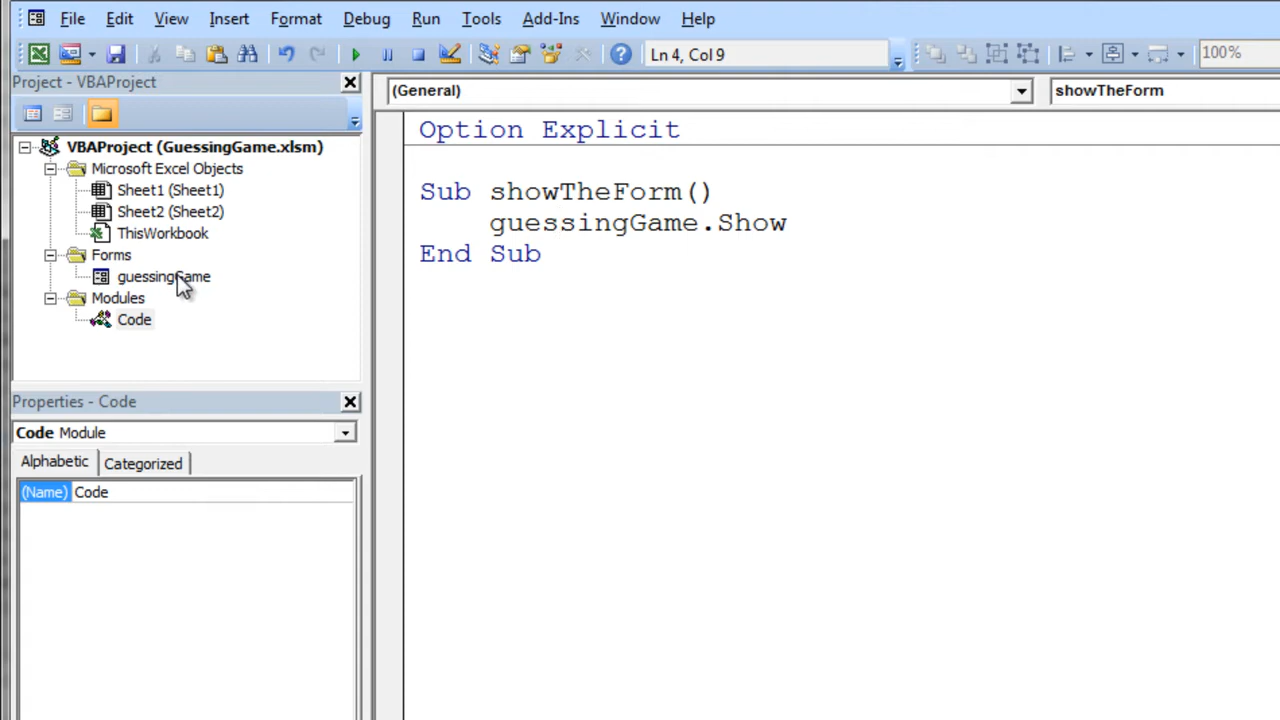 File Edit View Insert Format Debug Run Tools Add-Ins Window Help
Ln 4, Col 9
100%
Project - VBAProject
(General)
showTheForm
VBAProject (GuessingGame.xlsm)
Microsoft Excel Objects
Sheet1 (Sheet1)
Sheet2 (Sheet2)
ThisWorkbook
Forms
guessingGame
Modules
Code
Option Explicit
Sub showTheForm()
guessingGame.Show
End Sub
Properties - Code
Code Module
Alphabetic Categorized
(Name) Code